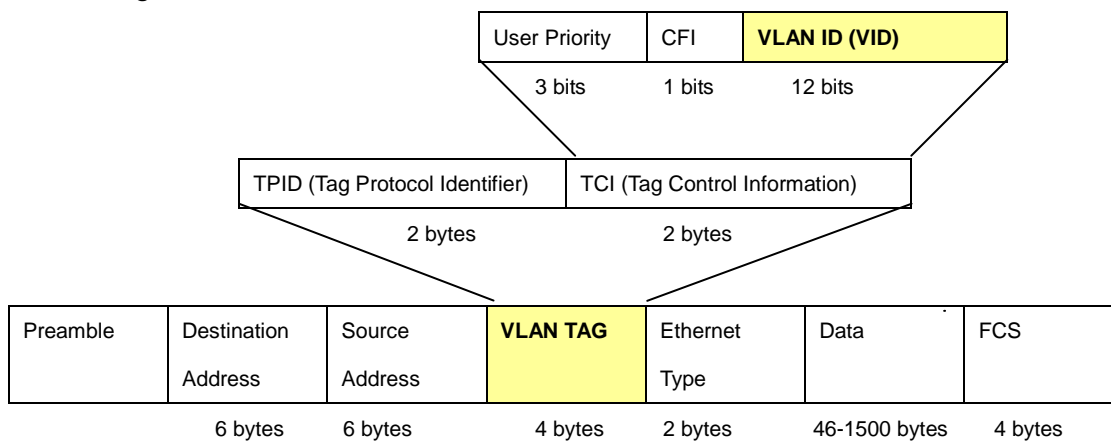 User Priority CFI VLAN ID (VID)
3 bits 1 bits 12 bits
TPID (Tag Protocol Identifier) TCI (Tag Control Information)
2 bytes 2 bytes
Preamble Destination Source VLAN TAG Ethernet Data FCS
Address Address Type
6 bytes 6 bytes 4 bytes 2 bytes 46-1500 bytes 4 bytes